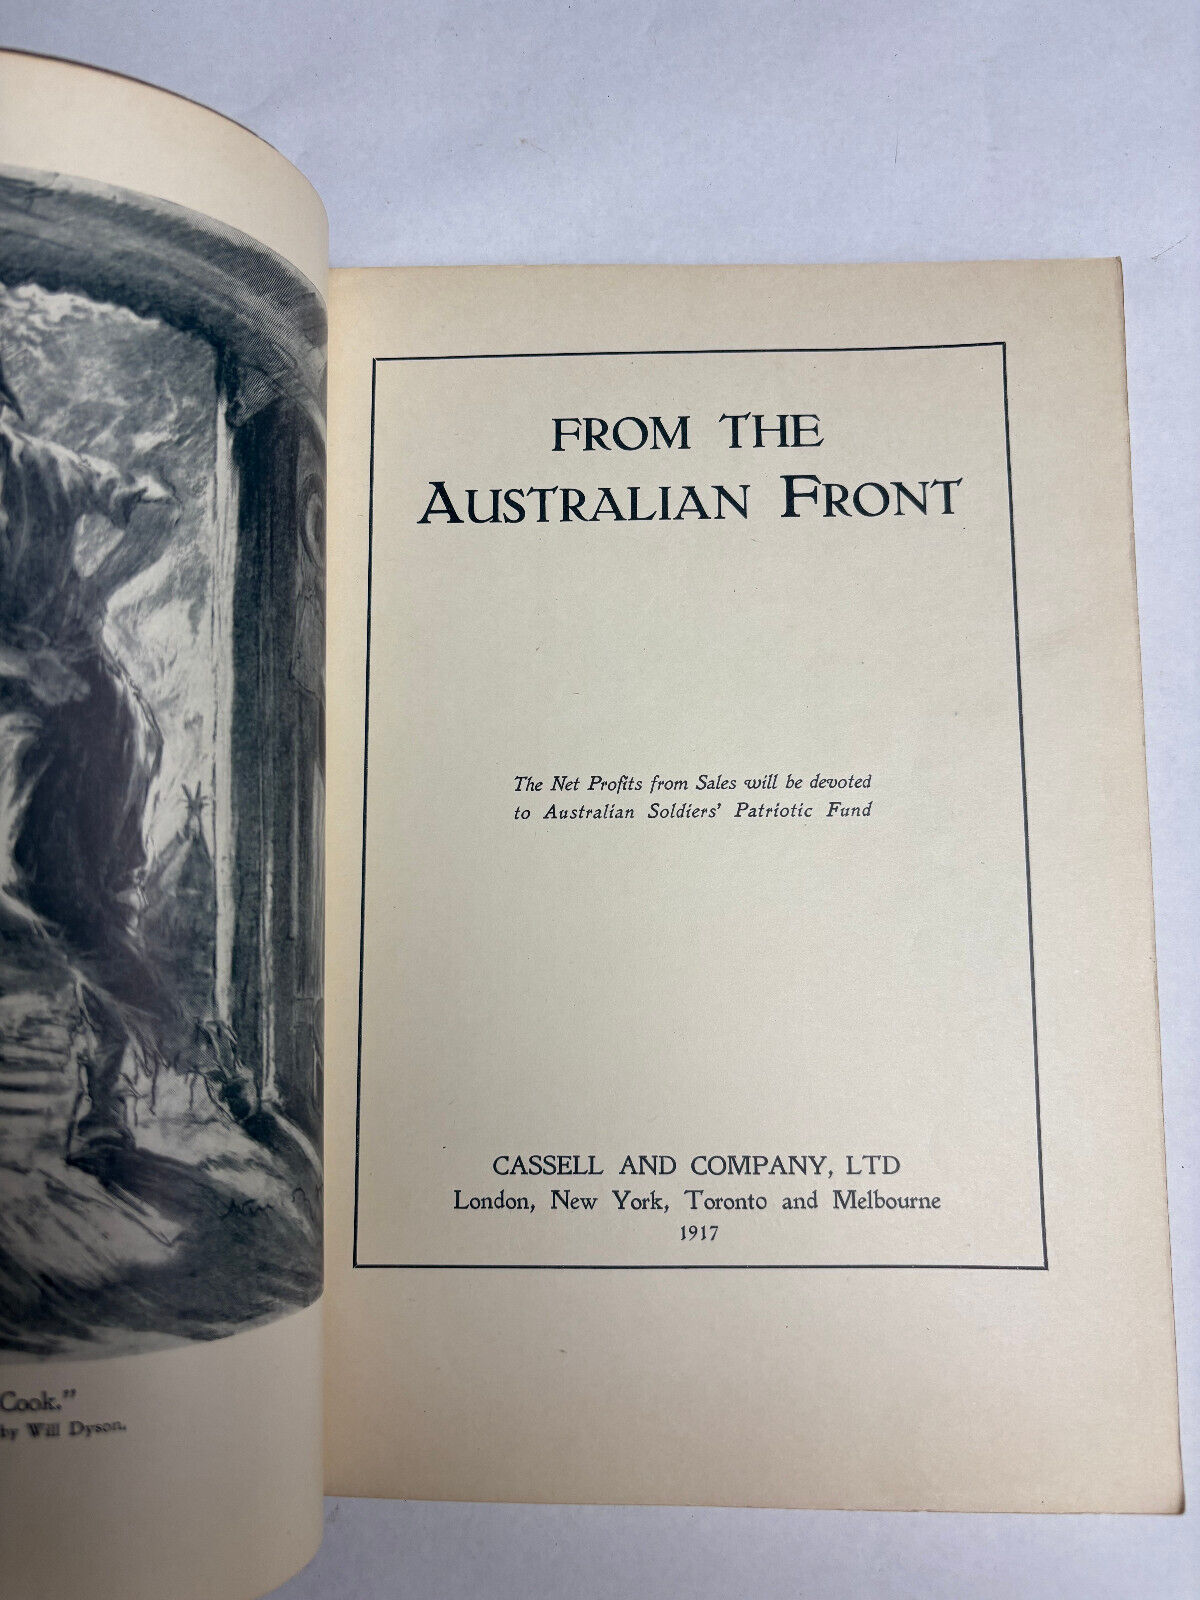 Cook."
by Will Dyson.
FROM THE
AUSTRALIAN FRONT
The Net Profits from Sales will be devoted
to Australian Soldiers' Patriotic Fund
CASSELL AND COMPANY, LTD
London, New York, Toronto and Melbourne
1917